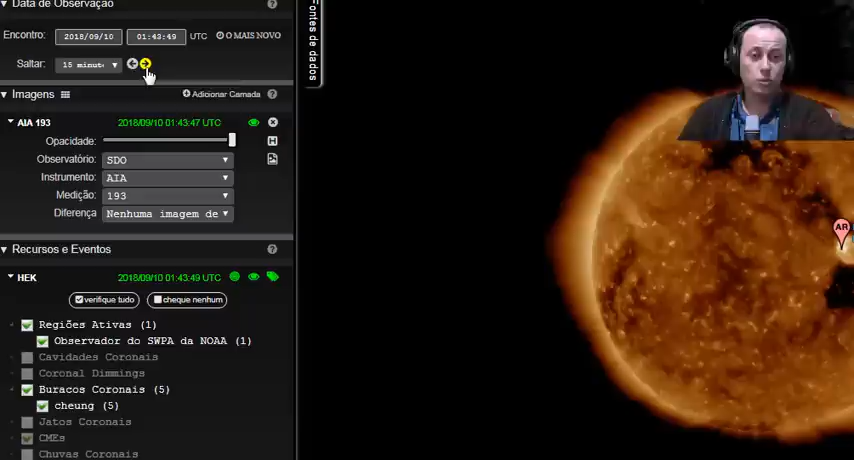 Data de Observação
Encontro: 2018/09/10 01:43:49 UTC O MAIS NOVO
Saltar: 15 minut
Imagens Adicionar Camada
AIA 193 2018/09/10 01:43:47 UTC
Opacidade:
Observatório: SDO
Instrumento: AIA
Medição: 193
Diferença Nenhuma imagem de
Recursos e Eventos
HEK 2018/09/10 01:43:49 UTC
verifique tudo cheque nenhum
Regiões Ativas (1)
Observador do SWPA da NOAA (1)
Cavidades Coronais
Coronal Dimmings
Buracos Coronais (5)
cheung (5)
Jatos Coronais
CMEs
Chuvas Coronais
Fontes de dados
AR